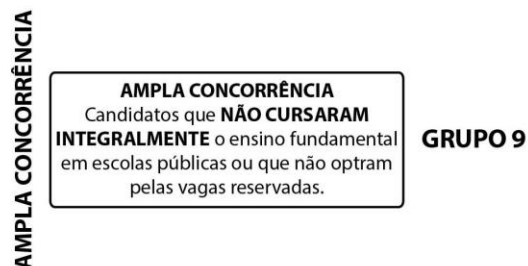 AMPLA CONCORRÊNCIA
AMPLA CONCORRÊNCIA
Candidatos que NÃO CURSARAM
INTEGRALMENTE o ensino fundamental
em escolas públicas ou que não optram
pelas vagas reservadas.
GRUPO 9